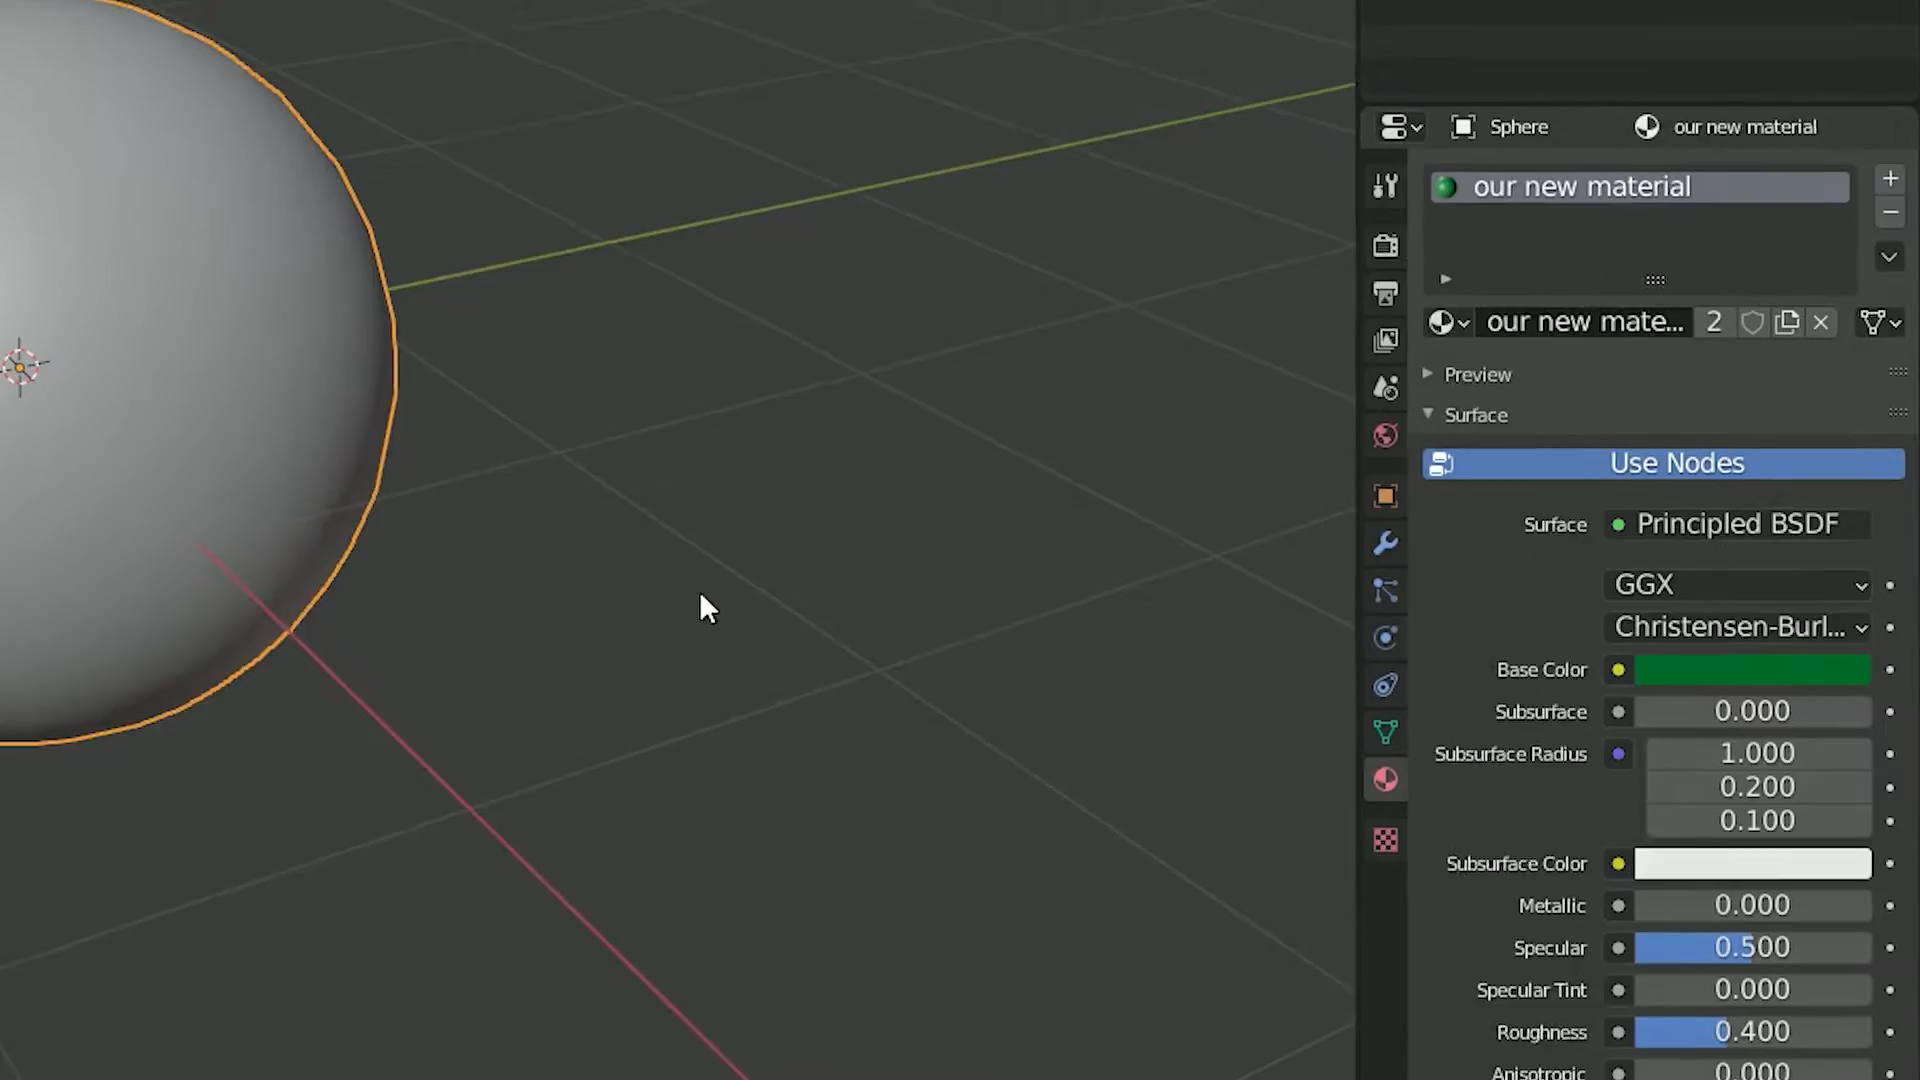 Sphere our new material
our new material
our new mate... 2
Preview
Surface
Use Nodes
Surface Principled BSDF
GGX
Christensen-Burl...
Base Color
Subsurface 0.000
Subsurface Radius 1.000
0.200
0.100
Subsurface Color
Metallic 0.000
Specular 0.500
Specular Tint 0.000
Roughness 0.400
Anisotropic 0.000